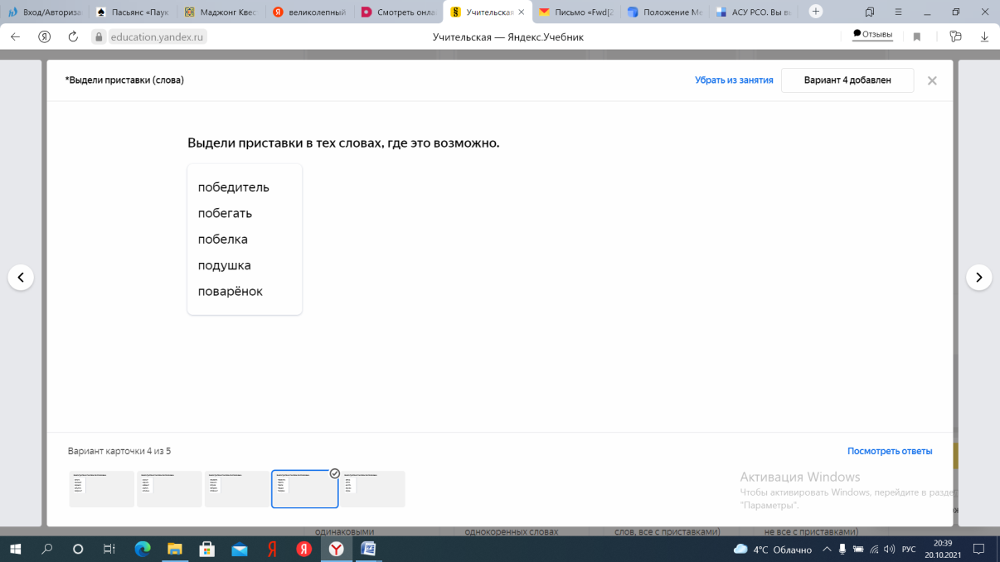 Вход/Авториза
Пасьянс «Паук
Маджонг Квес
великолепный
Смотреть онла
Учительская
Письмо «Fwd[2
Положение Ме
АСУ РСО. Вы вы
education.yandex.ru
Учительская — Яндекс.Учебник
Отзывы
*Выдели приставки (слова)
Убрать из занятия
Вариант 4 добавлен
Выдели приставки в тех словах, где это возможно.
победитель
побегать
побелка
подушка
поварёнок
Вариант карточки 4 из 5
Посмотреть ответы
Активация Windows
Чтобы активировать Windows, перейдите в разде
"Параметры".
одинаковыми
однокоренных словах
слов, все с приставками)
не все с приставками)
4°C Облачно
РУС
20:39
20.10.2021